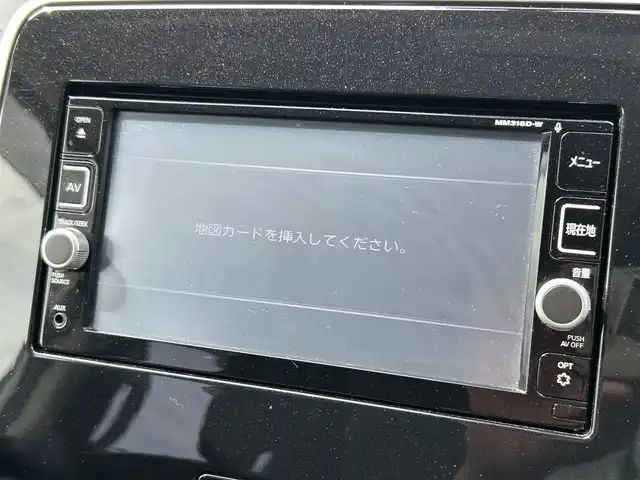 OPEN
MM316D-W
メニュー
AV
TRACK/SEEK
現在地
地図カードを挿入してください。
音量
PUSH
SOURCE
AUX
PUSH
AV OFF
OPT